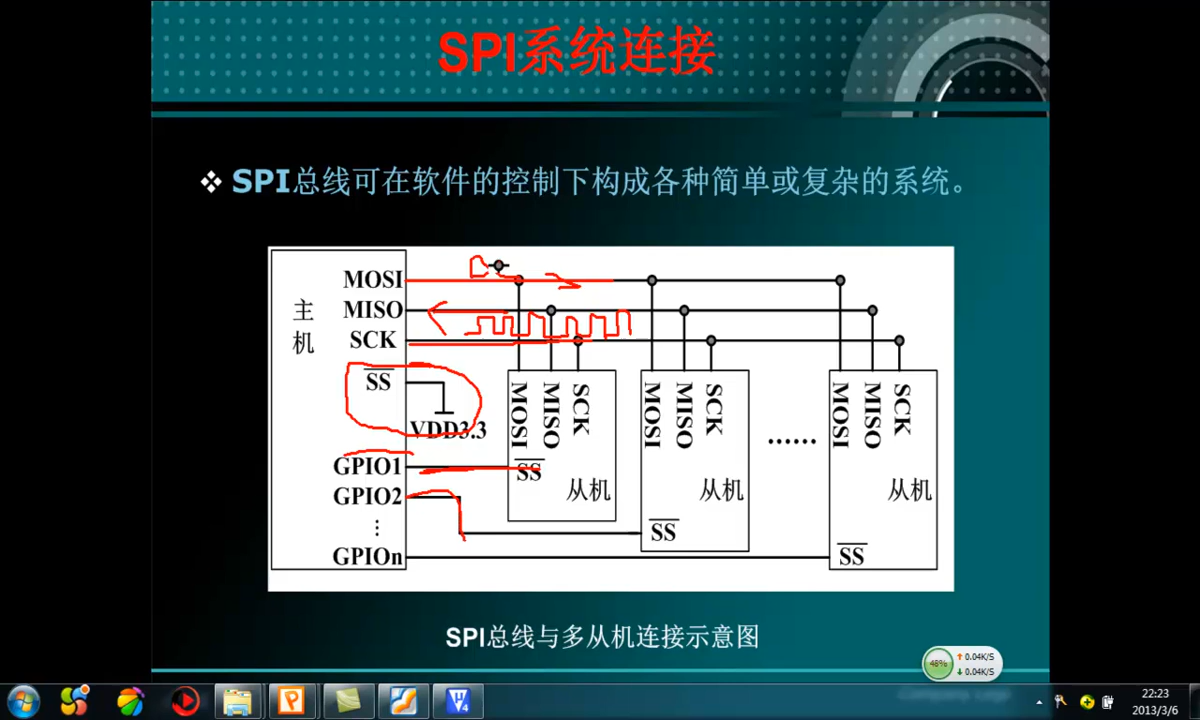 SPI系统连接
SPI总线可在软件的控制下构成各种简单或复杂的系统。
主机
MOSI
MISO
SCK
SS
VDD3.3
GPIO1
GPIO2
⋮
GPIOn
MOSI
MISO
SCK
SS
从机
MOSI
MISO
SCK
SS
从机
……
MOSI
MISO
SCK
SS
从机
SPI总线与多从机连接示意图
48%
0.04K/S
0.04K/S
22:23
2013/3/6